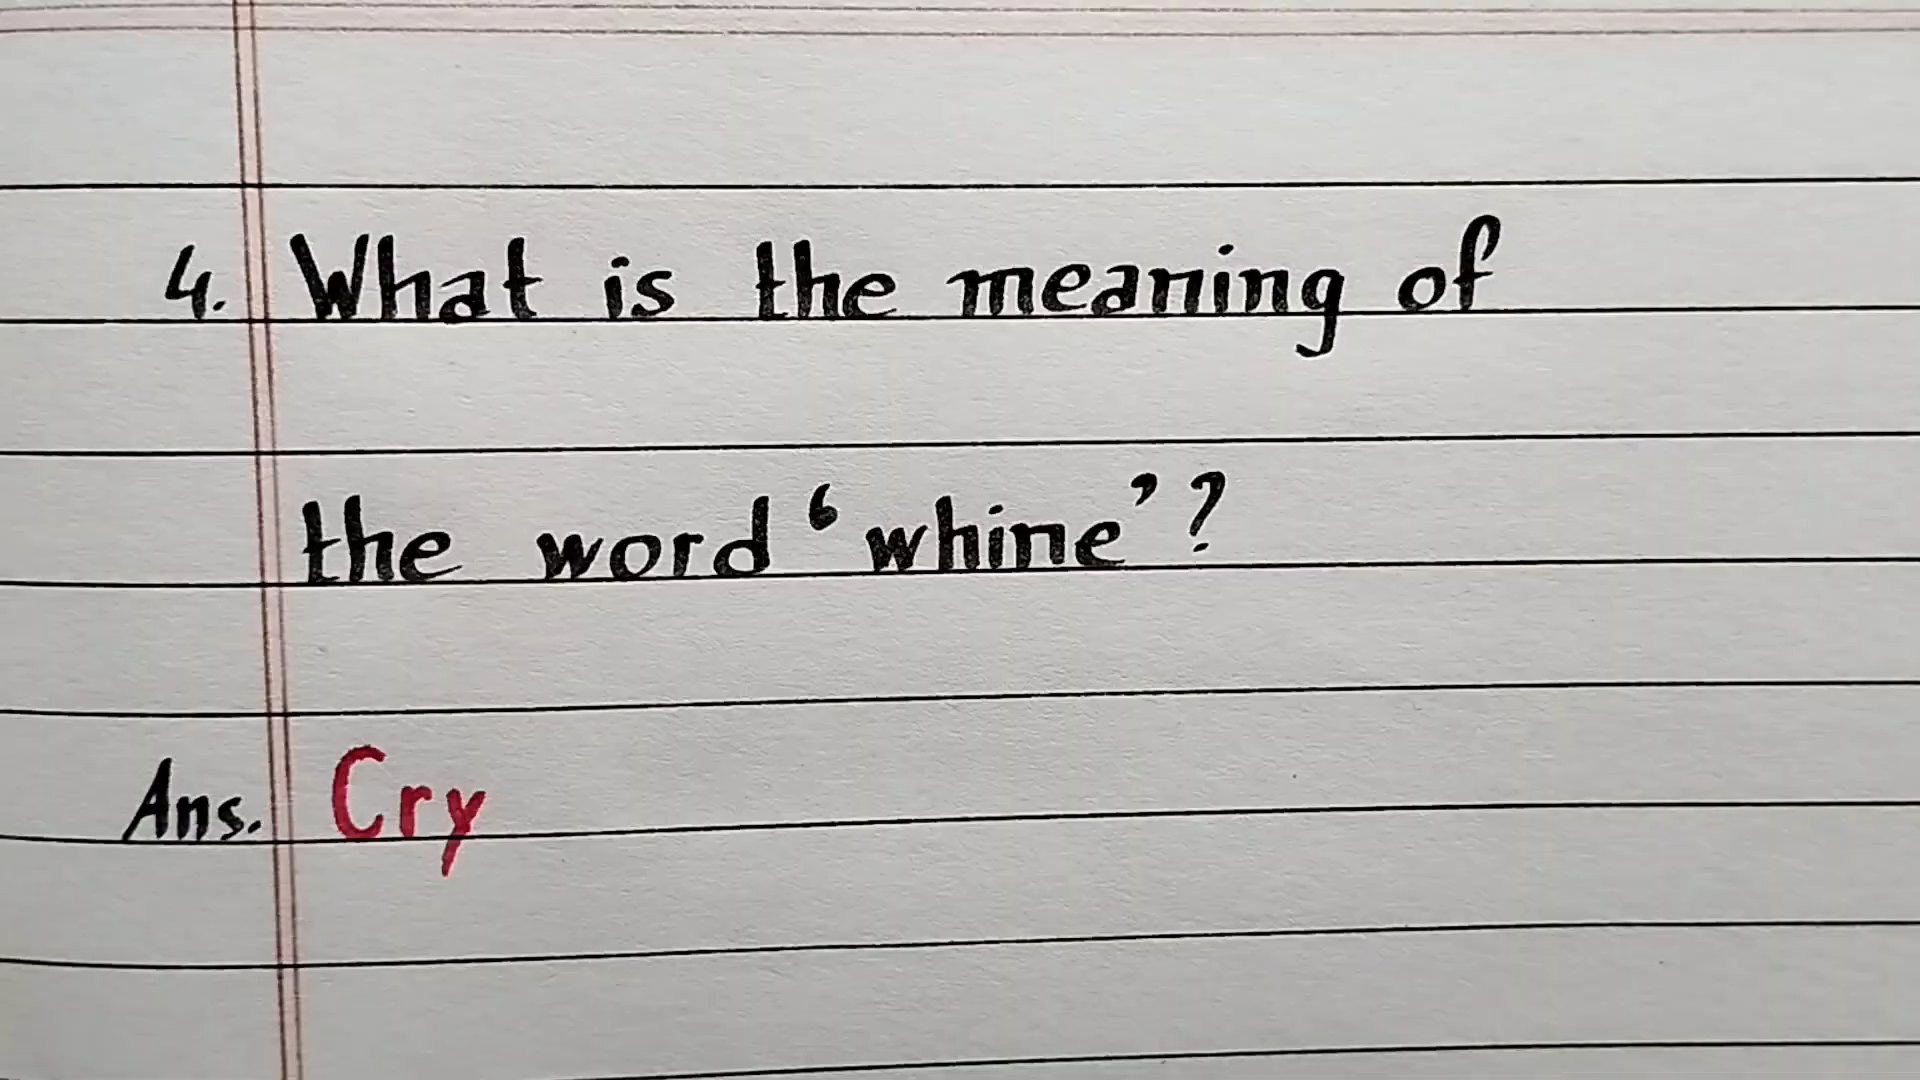 4. What is the meaning of
the word ‘whine’?
Ans. Cry